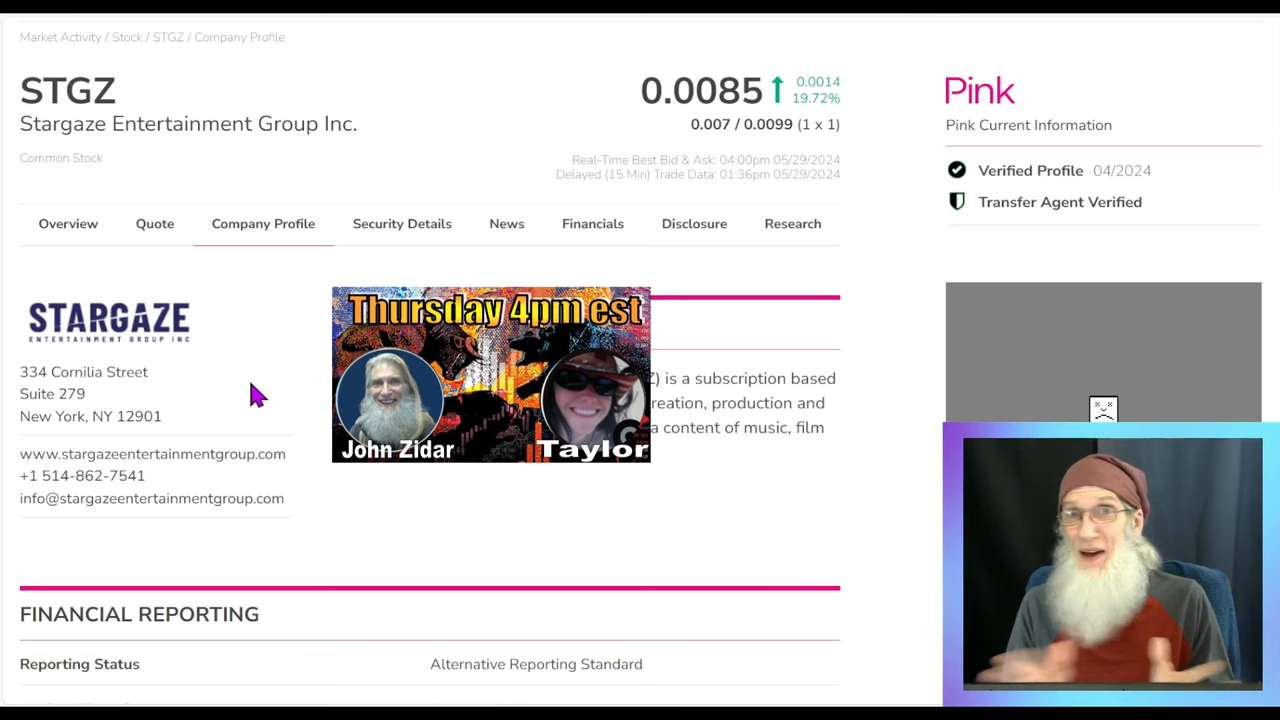 Market Activity / Stock / STGZ / Company Profile
STGZ
Stargaze Entertainment Group Inc.
Common Stock
0.0085
0.0014
19.72%
0.007 / 0.0099 (1 x 1)
Real-Time Best Bid & Ask: 04:00pm 05/29/2024
Delayed (15 Min) Trade Data: 01:36pm 05/29/2024
Pink
Pink Current Information
Verified Profile 04/2024
Transfer Agent Verified
Overview Quote Company Profile Security Details News Financials Disclosure Research
STARGAZE
ENTERTAINMENT GROUP INC
334 Cornilia Street
Suite 279
New York, NY 12901
www.stargazeentertainmentgroup.com
+1 514-862-7541
info@stargazeentertainmentgroup.com
Thursday 4pm est
John Zidar
Taylor
Z) is a subscription based
reation, production and
a content of music, film
FINANCIAL REPORTING
Reporting Status Alternative Reporting Standard